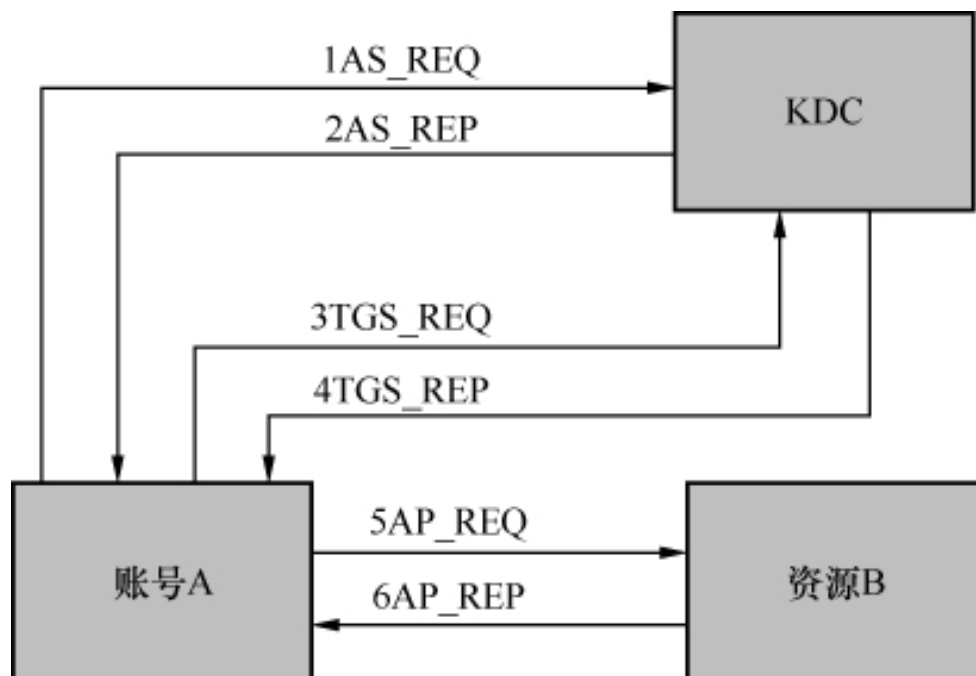 1AS_REQ
KDC
2AS_REP
3TGS_REQ
4TGS_REP
5AP_REQ
账号A
资源B
6AP_REP